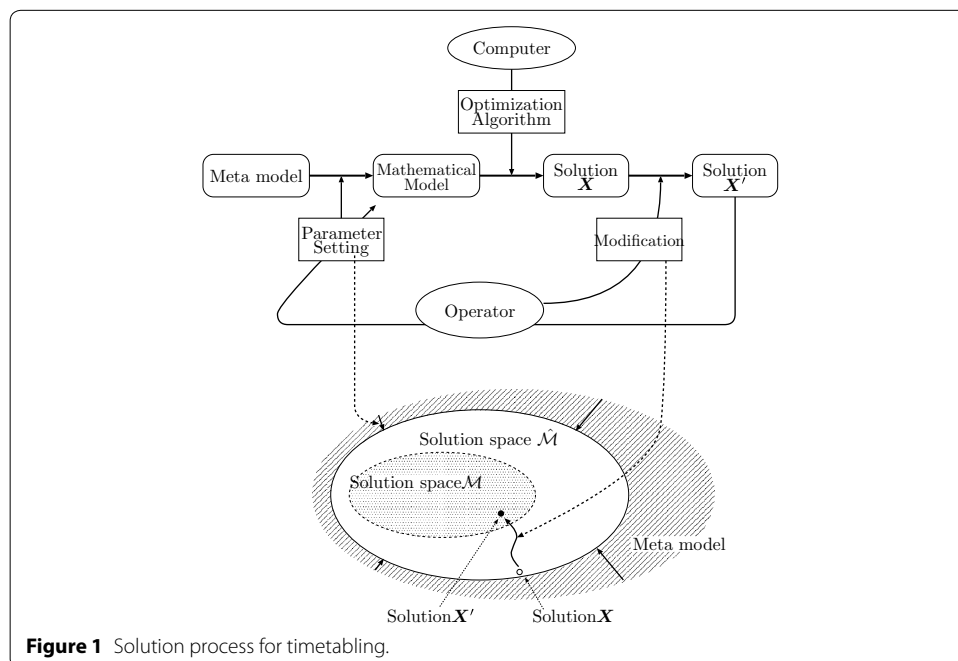 Computer
Optimization
Algorithm
Meta model
Mathematical
Model
Solution
X
Solution
X′
Parameter
Setting
Modification
Operator
Solution space M̂
Solution spaceM
Meta model
SolutionX′
SolutionX
Figure 1 Solution process for timetabling.